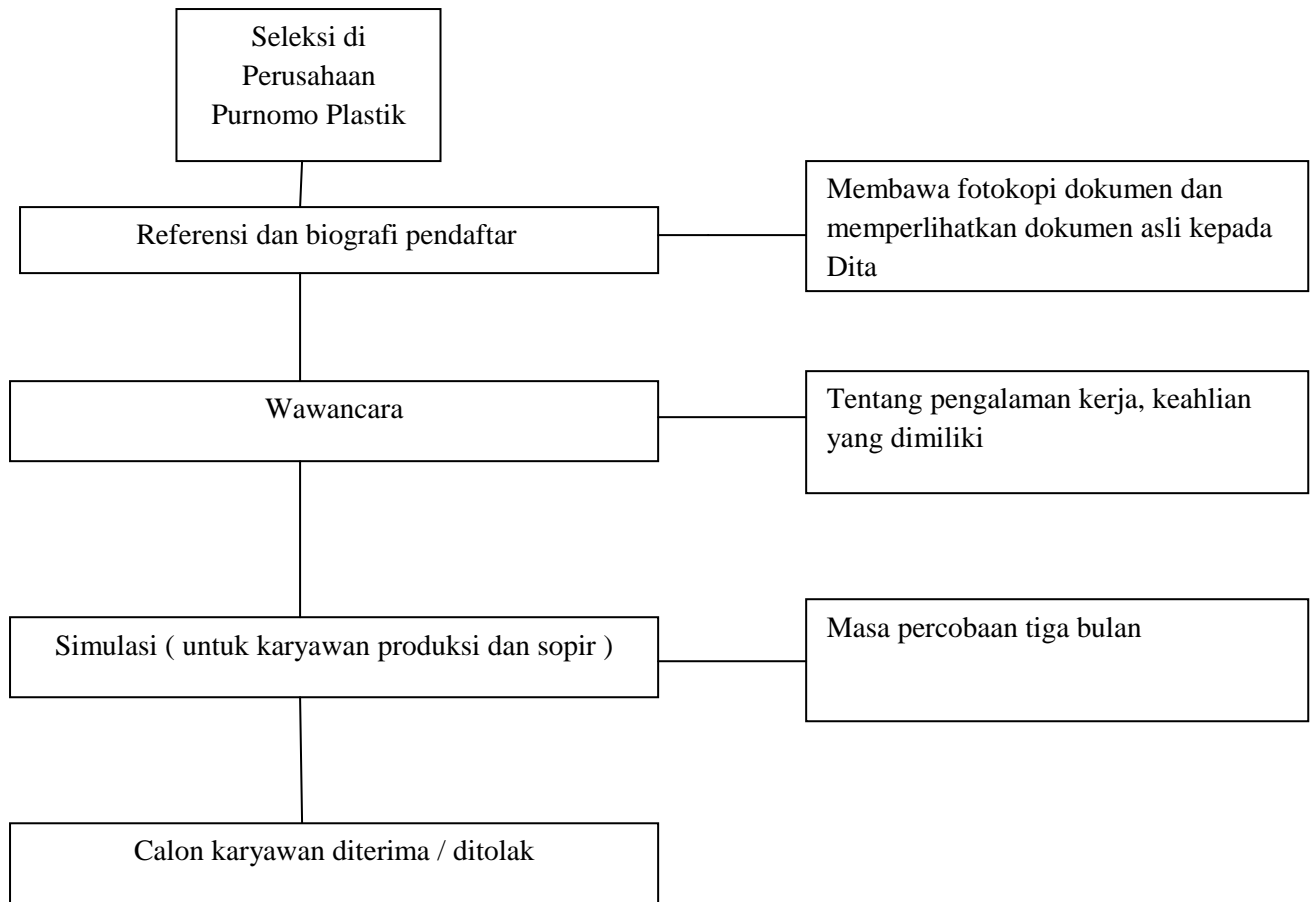 Seleksi di
Perusahaan
Purnomo Plastik
Referensi dan biografi pendaftar
Membawa fotokopi dokumen dan
memperlihatkan dokumen asli kepada
Dita
Wawancara
Tentang pengalaman kerja, keahlian
yang dimiliki
Simulasi ( untuk karyawan produksi dan sopir )
Masa percobaan tiga bulan
Calon karyawan diterima / ditolak